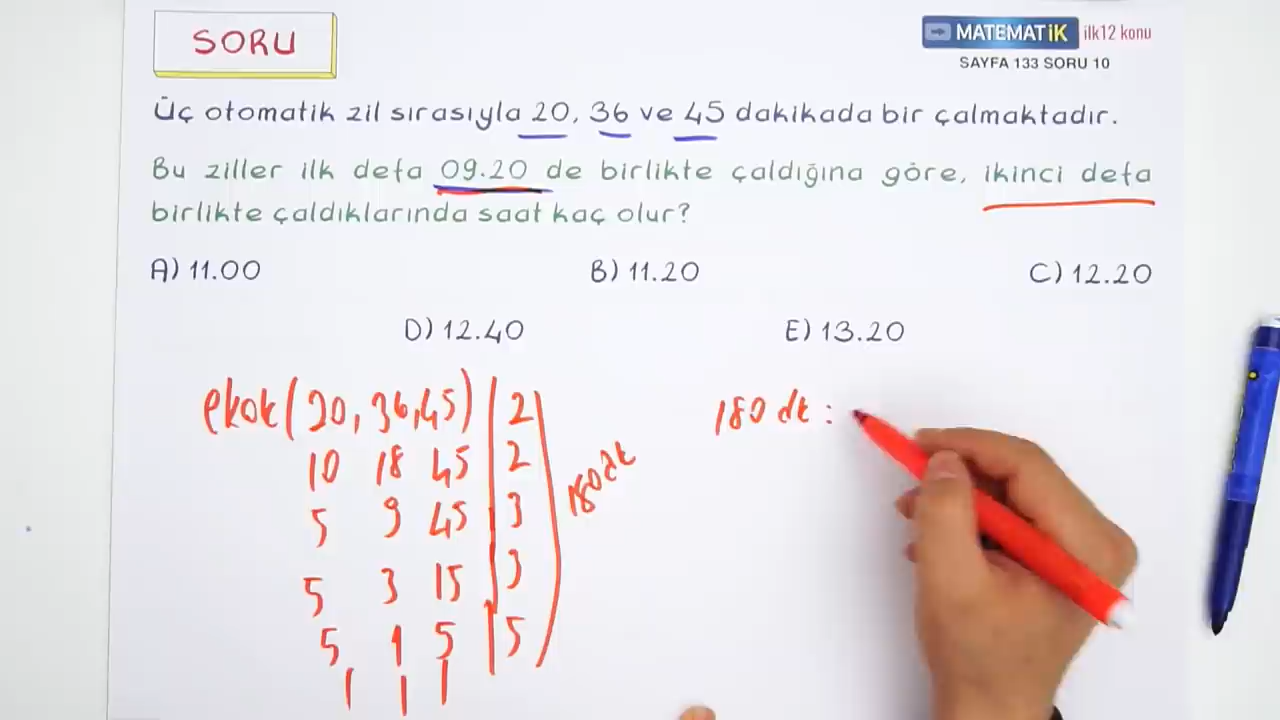 SORU
MATEMATİK ilk12 konu
SAYFA 133 SORU 10
Üç otomatik zil sırasıyla 20, 36 ve 45 dakikada bir çalmaktadır.
Bu ziller ilk defa 09.20 de birlikte çaldığına göre, ikinci defa
birlikte çaldıklarında saat kaç olur?
A) 11.00 B) 11.20 C) 12.20
D) 12.40 E) 13.20
ekok(20, 36, 45) 2
10 18 45 2
5 9 45 3
5 3 15 3
5 1 5 5
1 1 1
180 dk
180 dk :